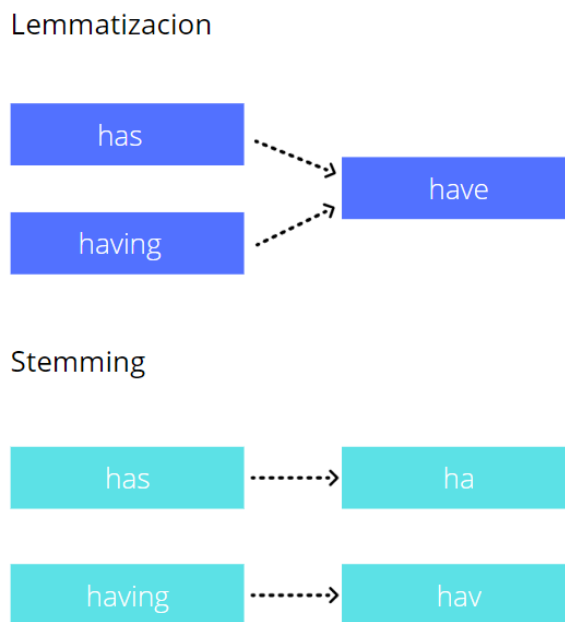 Lemmatizacion
has
have
having
Stemming
has
ha
having
hav